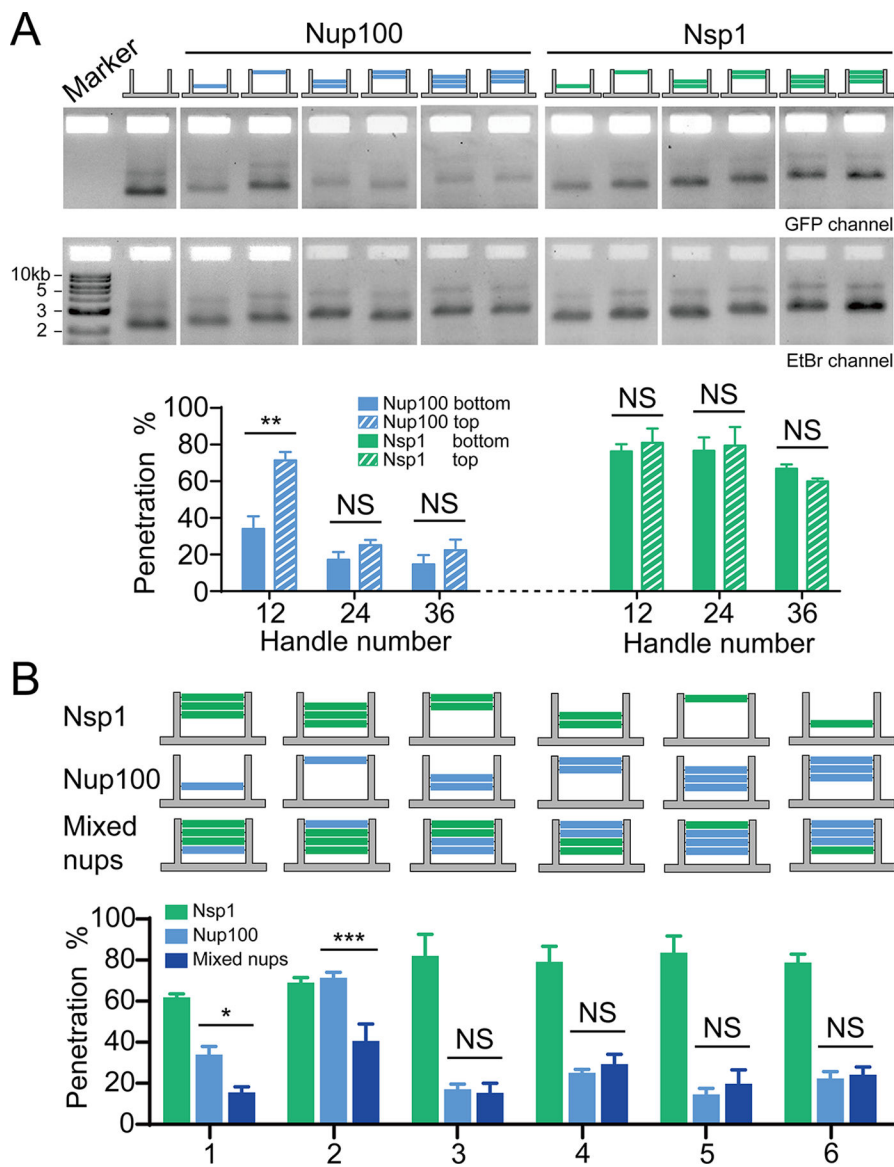 A
Nup100 Nsp1
Marker
GFP channel
10kb
5
3
2
EtBr channel
Penetration %
100
80
60
40
20
0
** NS NS
Nup100 bottom
Nup100 top
Nsp1 bottom
Nsp1 top
NS NS NS
12 24 36 12 24 36
Handle number Handle number
B
Nsp1
Nup100
Mixed
nups
Penetration %
100
80
60
40
20
0
Nsp1
Nup100
Mixed nups
* *** NS NS NS NS
1 2 3 4 5 6